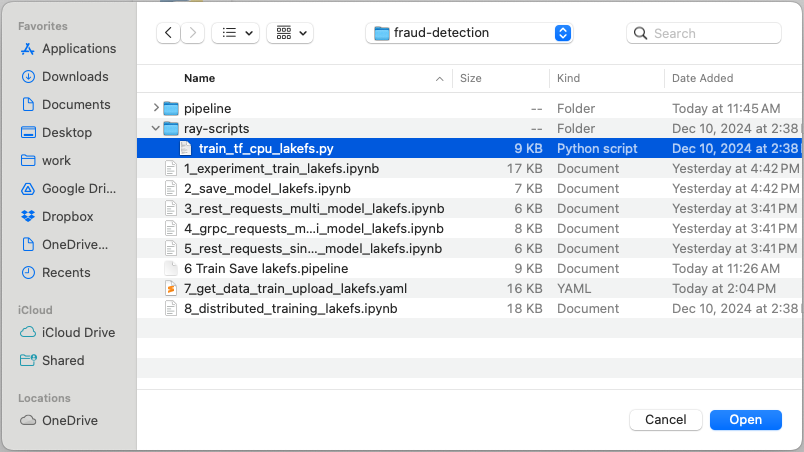 Favorites
Applications
Downloads
Documents
Desktop
work
Google Dri...
Dropbox
OneDrive...
Recents
iCloud
iCloud Drive
Shared
Locations
OneDrive
fraud-detection
Search
Name Size Kind Date Added
pipeline -- Folder Today at 11:45 AM
ray-scripts -- Folder Dec 10, 2024 at 2:38
train_tf_cpu_lakefs.py 9 KB Python script Dec 10, 2024 at 2:38
1_experiment_train_lakefs.ipynb 17 KB Document Yesterday at 4:42 PM
2_save_model_lakefs.ipynb 7 KB Document Yesterday at 4:42 PM
3_rest_requests_multi_model_lakefs.ipynb 6 KB Document Yesterday at 3:41 PM
4_grpc_requests_m...i_model_lakefs.ipynb 8 KB Document Yesterday at 3:41 PM
5_rest_requests_sin..._model_lakefs.ipynb 6 KB Document Yesterday at 3:41 PM
6 Train Save lakefs.pipeline 9 KB Document Today at 11:26 AM
7_get_data_train_upload_lakefs.yaml 16 KB YAML Today at 2:04 PM
8_distributed_training_lakefs.ipynb 18 KB Document Dec 10, 2024 at 2:38
Cancel Open